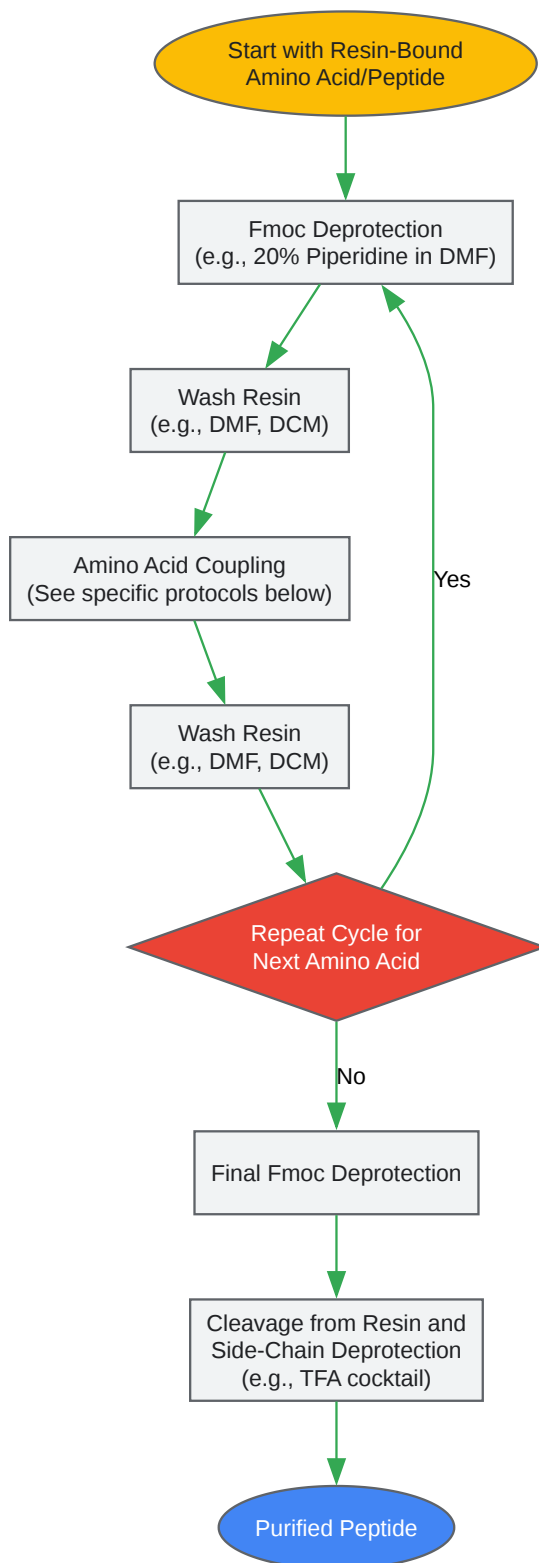 Start with Resin-Bound
Amino Acid/Peptide
Fmoc Deprotection
(e.g., 20% Piperidine in DMF)
Wash Resin
(e.g., DMF, DCM)
Amino Acid Coupling
(See specific protocols below)
Yes
Wash Resin
(e.g., DMF, DCM)
Repeat Cycle for
Next Amino Acid
No
Final Fmoc Deprotection
Cleavage from Resin and
Side-Chain Deprotection
(e.g., TFA cocktail)
Purified Peptide